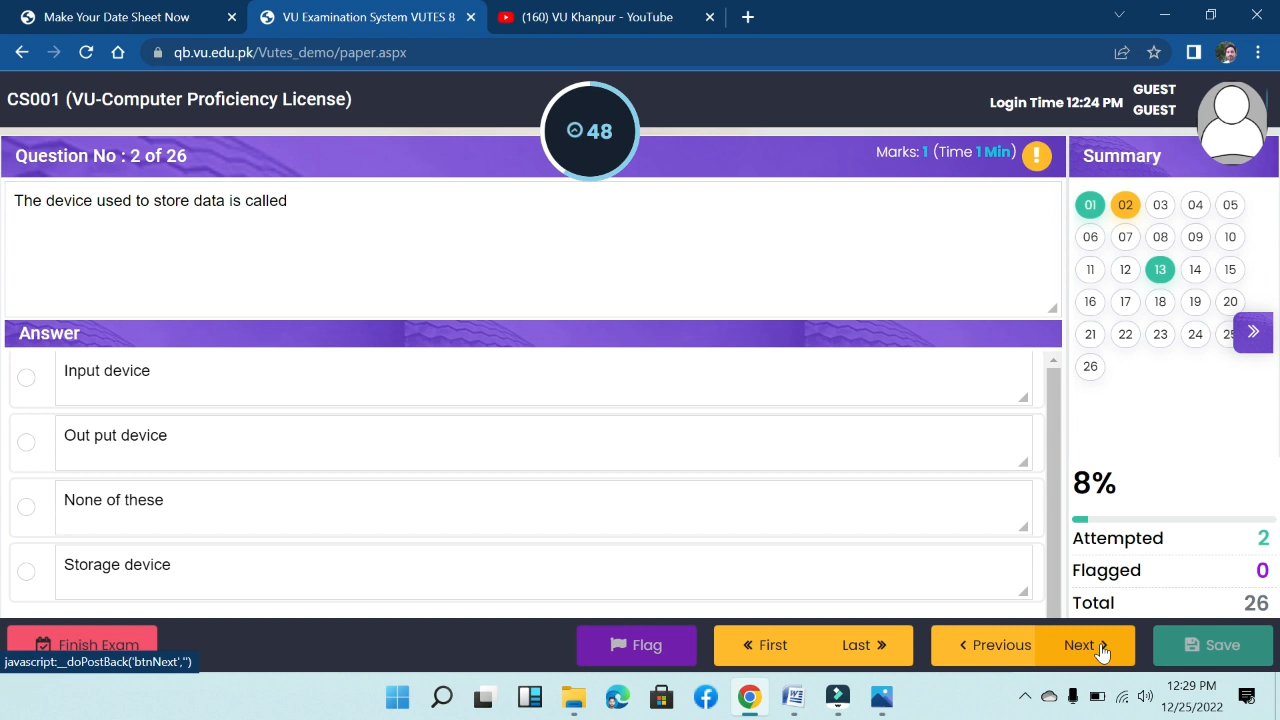 Make Your Date Sheet Now
VU Examination System VUTES 8
(160) VU Khanpur - YouTube
qb.vu.edu.pk/Vutes_demo/paper.aspx
CS001 (VU-Computer Proficiency License)
48
Login Time 12:24 PM
GUEST
GUEST
Question No : 2 of 26
Marks: 1 (Time 1 Min)
Summary
The device used to store data is called
01 02 03 04 05
06 07 08 09 10
11 12 13 14 15
16 17 18 19 20
21 22 23 24 25
26
Answer
Input device
Out put device
None of these
Storage device
8%
Attempted 2
Flagged 0
Total 26
Finish Exam
Flag
First
Last
Previous
Next
Save
javascript:__doPostBack('btnNext','')
12:29 PM
12/25/2022